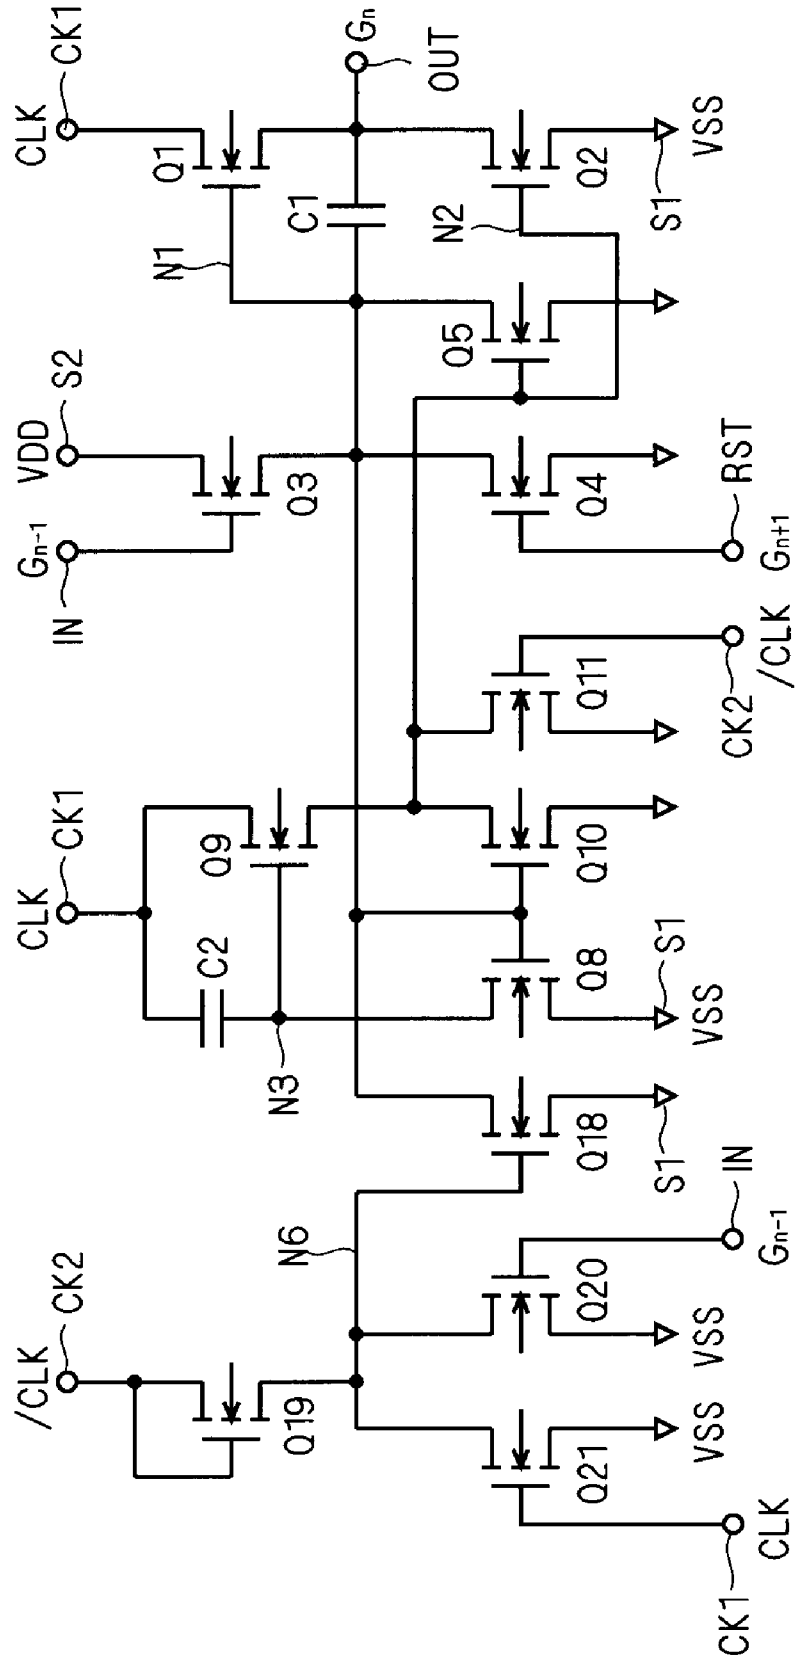 /CLK
CLK
Gn-1
VDD
CLK
CK2
CK1
IN
S2
CK1
N1
Q1
C2
Q9
Q19
N6
N3
Q3
C1
Gn
OUT
Q5
N2
Q21
Q20
Q18
Q8
Q10
Q11
Q4
Q2
S1
S1
S1
VSS
VSS
VSS
VSS
CK1
IN
CK2
RST
CLK
Gn-1
/CLK
Gn+1